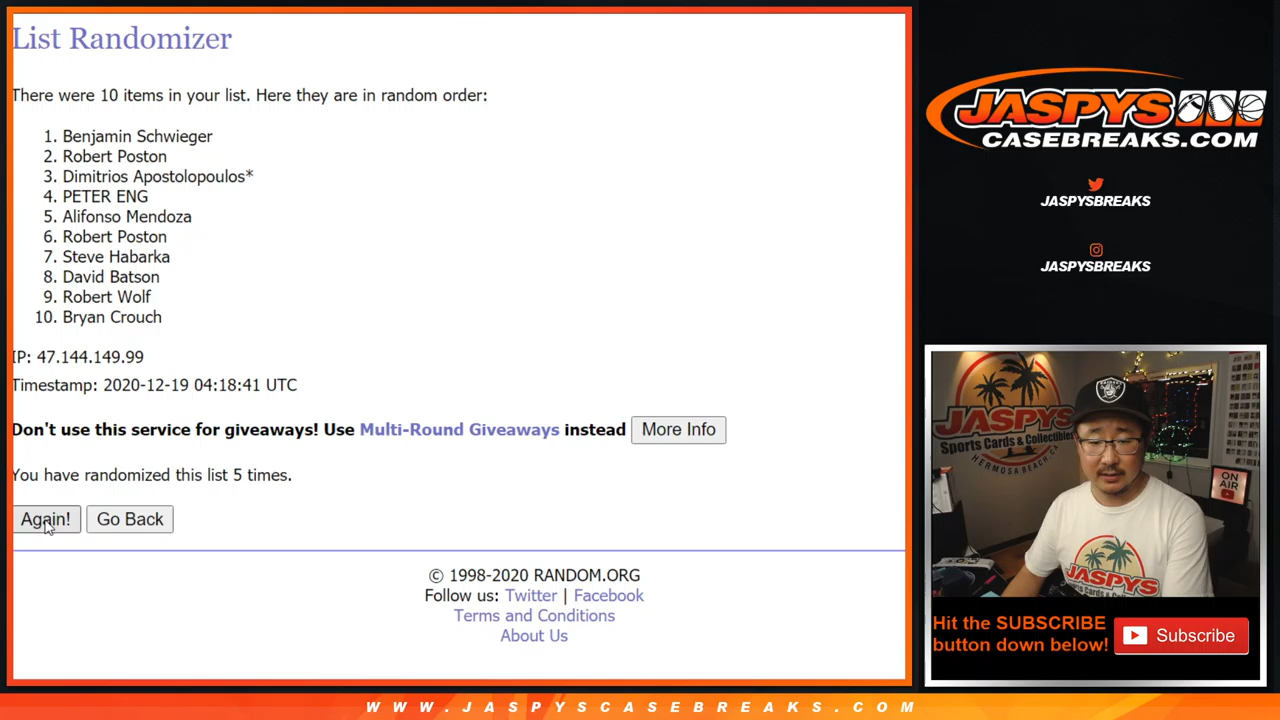 List Randomizer
There were 10 items in your list. Here they are in random order:
1. Benjamin Schwieger
2. Robert Poston
3. Dimitrios Apostolopoulos*
4. PETER ENG
5. Alifonso Mendoza
6. Robert Poston
7. Steve Habarka
8. David Batson
9. Robert Wolf
10. Bryan Crouch
IP: 47.144.149.99
Timestamp: 2020-12-19 04:18:41 UTC
Don't use this service for giveaways! Use Multi-Round Giveaways instead More Info
You have randomized this list 5 times.
Again! Go Back
© 1998-2020 RANDOM.ORG
Follow us: Twitter | Facebook
Terms and Conditions
About Us
JASPYS
CASEBREAKS.COM
JASPYSBREAKS
JASPYSBREAKS
JASPYS
Sports Cards & Collectibles
HERMOSA BEACH, CA
ON
AIR
JASPYS
Hit the SUBSCRIBE
button down below!
Subscribe
WWW.JASPYSCASEBREAKS.COM